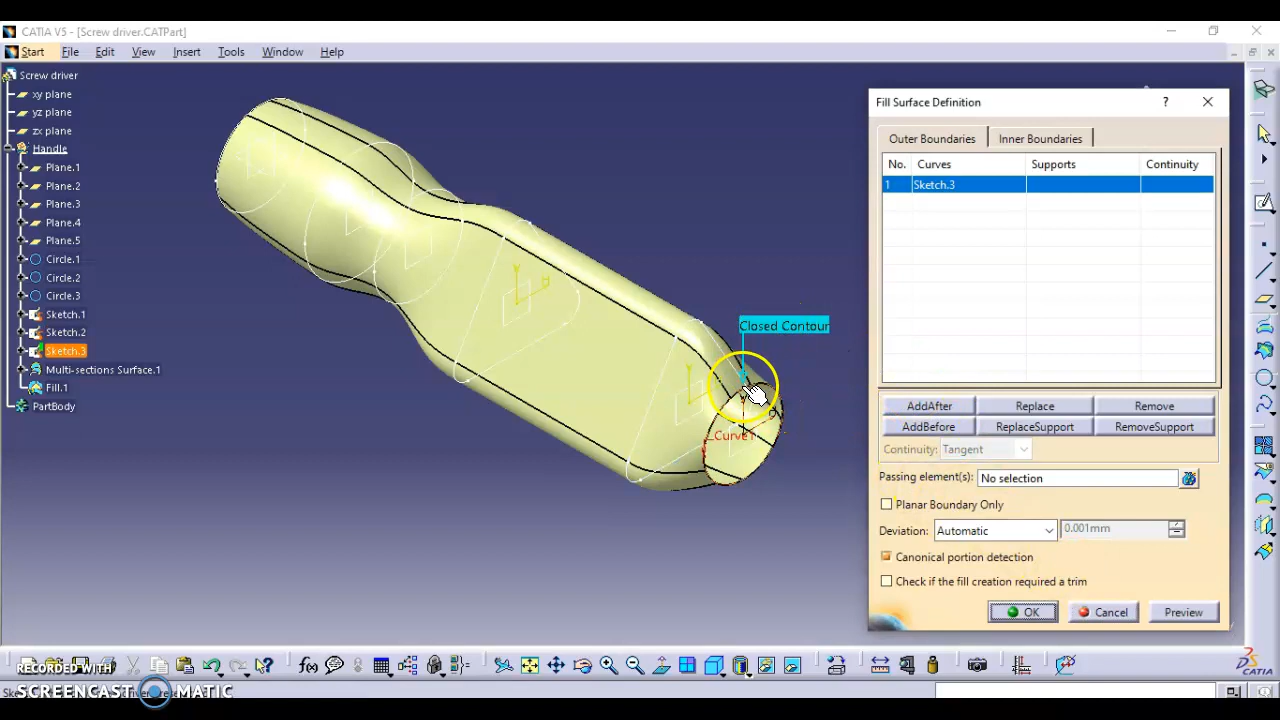 CATIA V5 - [Screw driver.CATPart]
Start File Edit View Insert Tools Window Help
Screw driver
xy plane
yz plane
zx plane
Handle
Plane.1
Plane.2
Plane.3
Plane.4
Plane.5
Circle.1
Circle.2
Circle.3
Sketch.1
Sketch.2
Sketch.3
Multi-sections Surface.1
Fill.1
PartBody
Closed Contour
Curve1
Fill Surface Definition
Outer Boundaries Inner Boundaries
No. Curves Supports Continuity
1 Sketch.3
AddAfter Replace Remove
AddBefore ReplaceSupport RemoveSupport
Continuity: Tangent
Passing element(s): No selection
Planar Boundary Only
Deviation: Automatic 0.001mm
Canonical portion detection
Check if the fill creation required a trim
OK Cancel Preview
RECORDED WITH
SCREENCAST MATIC
CATIA